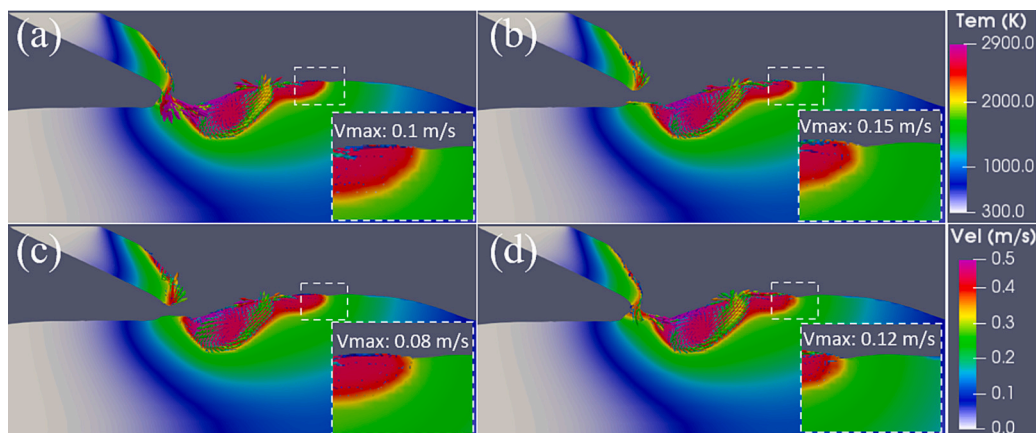 (a)
Vmax: 0.1 m/s
(b)
Vmax: 0.15 m/s
Tem (K)
2900.0
2000.0
1000.0
300.0
(c)
Vmax: 0.08 m/s
(d)
Vmax: 0.12 m/s
Vel (m/s)
0.5
0.4
0.3
0.2
0.1
0.0